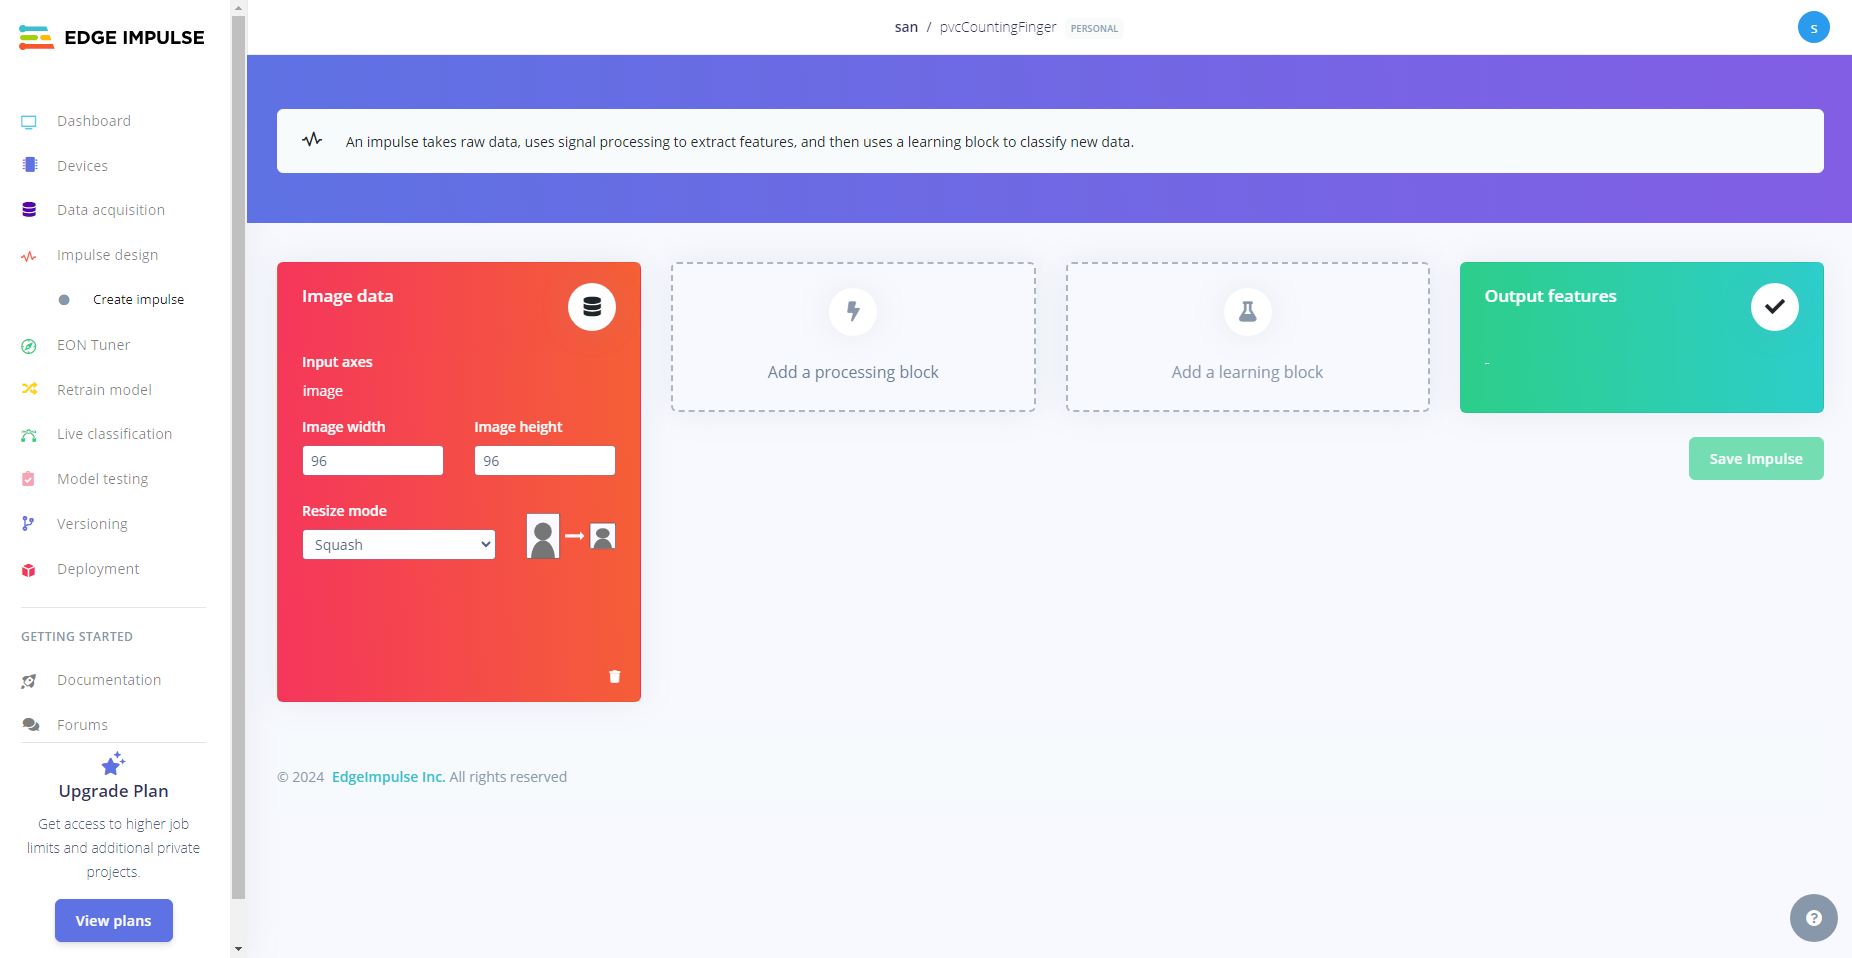 EDGE IMPULSE
san / pvcCountingFinger PERSONAL
s
Dashboard
Devices
Data acquisition
Impulse design
Create impulse
EON Tuner
Retrain model
Live classification
Model testing
Versioning
Deployment
GETTING STARTED
Documentation
Forums
Upgrade Plan
Get access to higher job
limits and additional private
projects.
View plans
An impulse takes raw data, uses signal processing to extract features, and then uses a learning block to classify new data.
Image data
Input axes
image
Image width Image height
96 96
Resize mode
Squash
Add a processing block
Add a learning block
Output features
-
Save Impulse
© 2024 EdgeImpulse Inc. All rights reserved
?